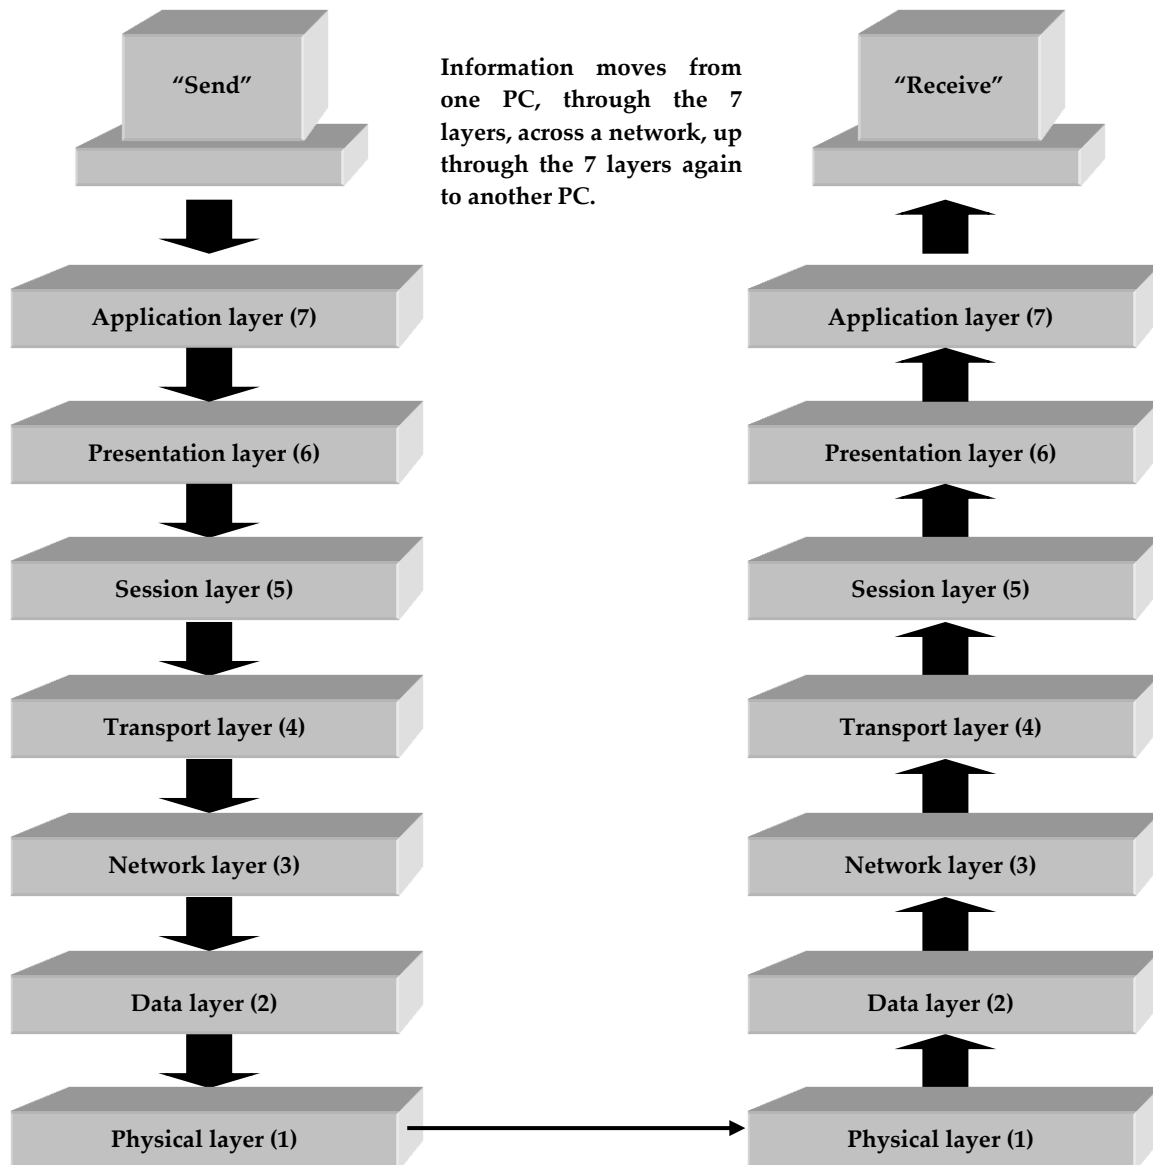 “Send”
Information moves from
one PC, through the 7
layers, across a network, up
through the 7 layers again
to another PC.
“Receive”
Application layer (7)
Application layer (7)
Presentation layer (6)
Presentation layer (6)
Session layer (5)
Session layer (5)
Transport layer (4)
Transport layer (4)
Network layer (3)
Network layer (3)
Data layer (2)
Data layer (2)
Physical layer (1)
Physical layer (1)